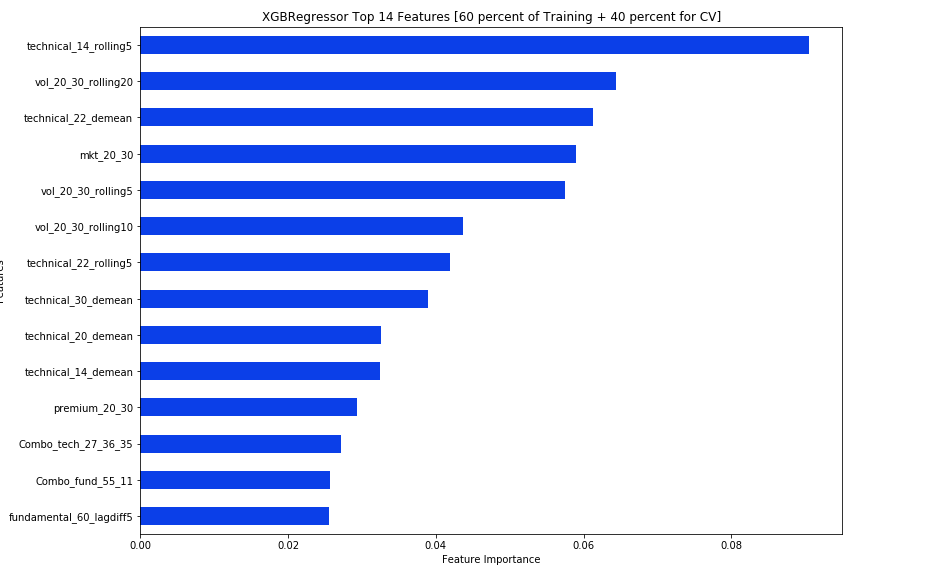 XGBRegressor Top 14 Features [60 percent of Training + 40 percent for CV]
technical_14_rolling5
vol_20_30_rolling20
technical_22_demean
mkt_20_30
vol_20_30_rolling5
vol_20_30_rolling10
technical_22_rolling5
technical_30_demean
technical_20_demean
technical_14_demean
premium_20_30
Combo_tech_27_36_35
Combo_fund_55_11
fundamental_60_lagdiff5
Features
0.00 0.02 0.04 0.06 0.08
Feature Importance